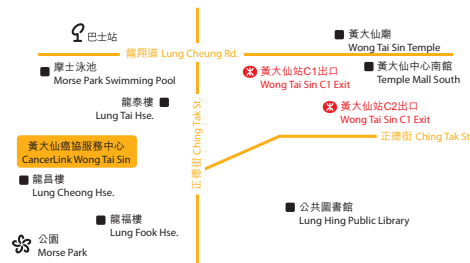 巴士站
黃大仙廟
Wong Tai Sin Temple
龍翔道 Lung Cheung Rd.
摩士泳池
Morse Park Swimming Pool
黃大仙站C1出口
Wong Tai Sin C1 Exit
黃大仙中心南館
Temple Mall South
龍泰樓
Lung Tai Hse.
黃大仙站C2出口
Wong Tai Sin C1 Exit
正德街 Ching Tak St.
正德街 Ching Tak St
黃大仙癌協服務中心
CancerLink Wong Tai Sin
龍昌樓
Lung Cheong Hse.
龍福樓
Lung Fook Hse.
公共圖書館
Lung Hing Public Library
公園
Morse Park